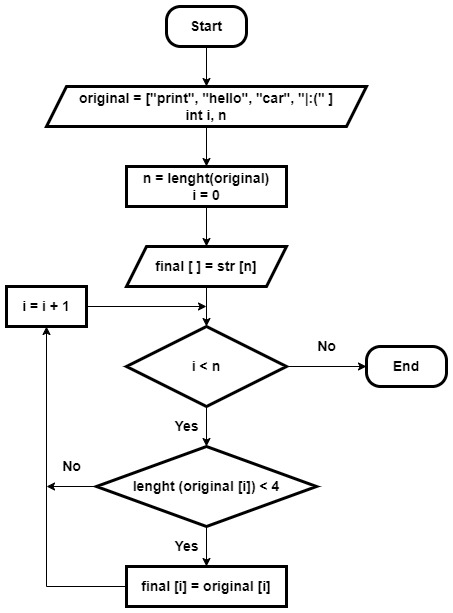 Start
original = ["print", "hello", "car", "|:(" ]
int i, n
n = lenght(original)
i = 0
final [ ] = str [n]
i = i + 1
i < n
No
End
Yes
lenght (original [i]) < 4
No
Yes
final [i] = original [i]